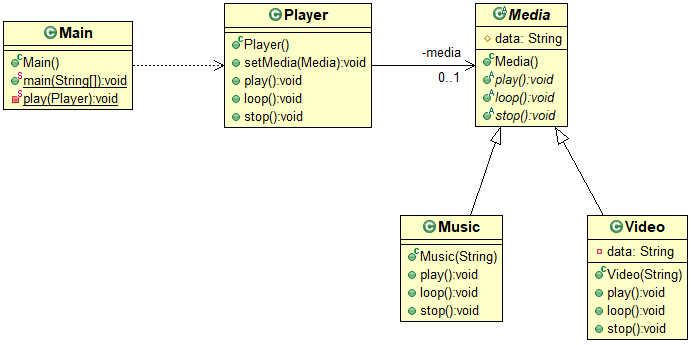 Main
Main()
main(String[]):void
play(Player):void
Player
Player()
setMedia(Media):void
play():void
loop():void
stop():void
-media
0..1
Media
data: String
Media()
play():void
loop():void
stop():void
Music
Music(String)
play():void
loop():void
stop():void
Video
data: String
Video(String)
play():void
loop():void
stop():void